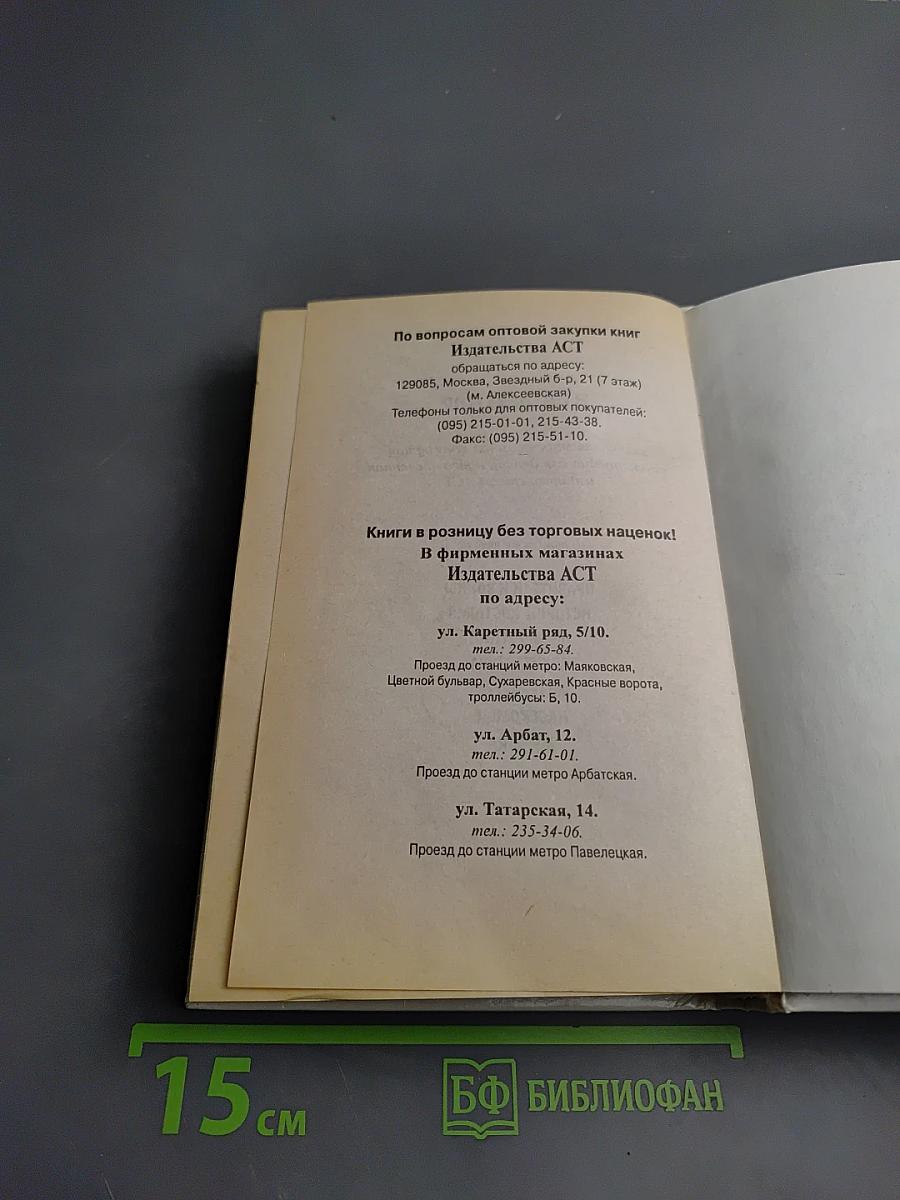 По вопросам оптовой закупки книг
Издательства АСТ
обращаться по адресу:
129085, Москва, Звездный б-р, 21 (7 этаж)
(м. Алексеевская)
Телефоны только для оптовых покупателей:
(095) 215-01-01, 215-43-38.
Факс: (095) 215-51-10.
Книги в розницу без торговых наценок!
В фирменных магазинах
Издательства АСТ
по адресу:
ул. Каретный ряд, 5/10.
тел.: 299-65-84.
Проезд до станций метро: Маяковская,
Цветной бульвар, Сухаревская, Красные ворота,
троллейбусы: Б, 10.
ул. Арбат, 12.
тел.: 291-61-01.
Проезд до станции метро Арбатская.
ул. Татарская, 14.
тел.: 235-34-06.
Проезд до станции метро Павелецкая.
15 см
БФ БИБЛИОФАН